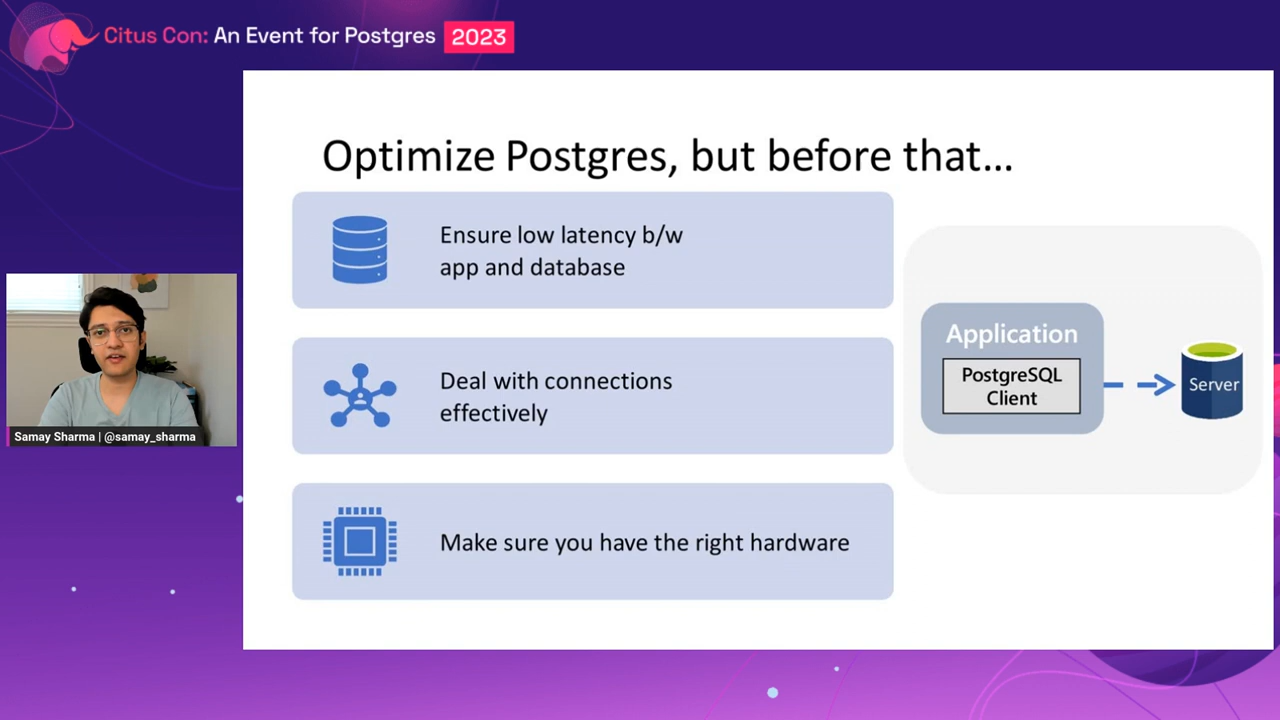 Citus Con: An Event for Postgres 2023
Optimize Postgres, but before that...
Ensure low latency b/w
app and database
Deal with connections
effectively
Make sure you have the right hardware
Application
PostgreSQL
Client
Server
Samay Sharma | @samay_sharma